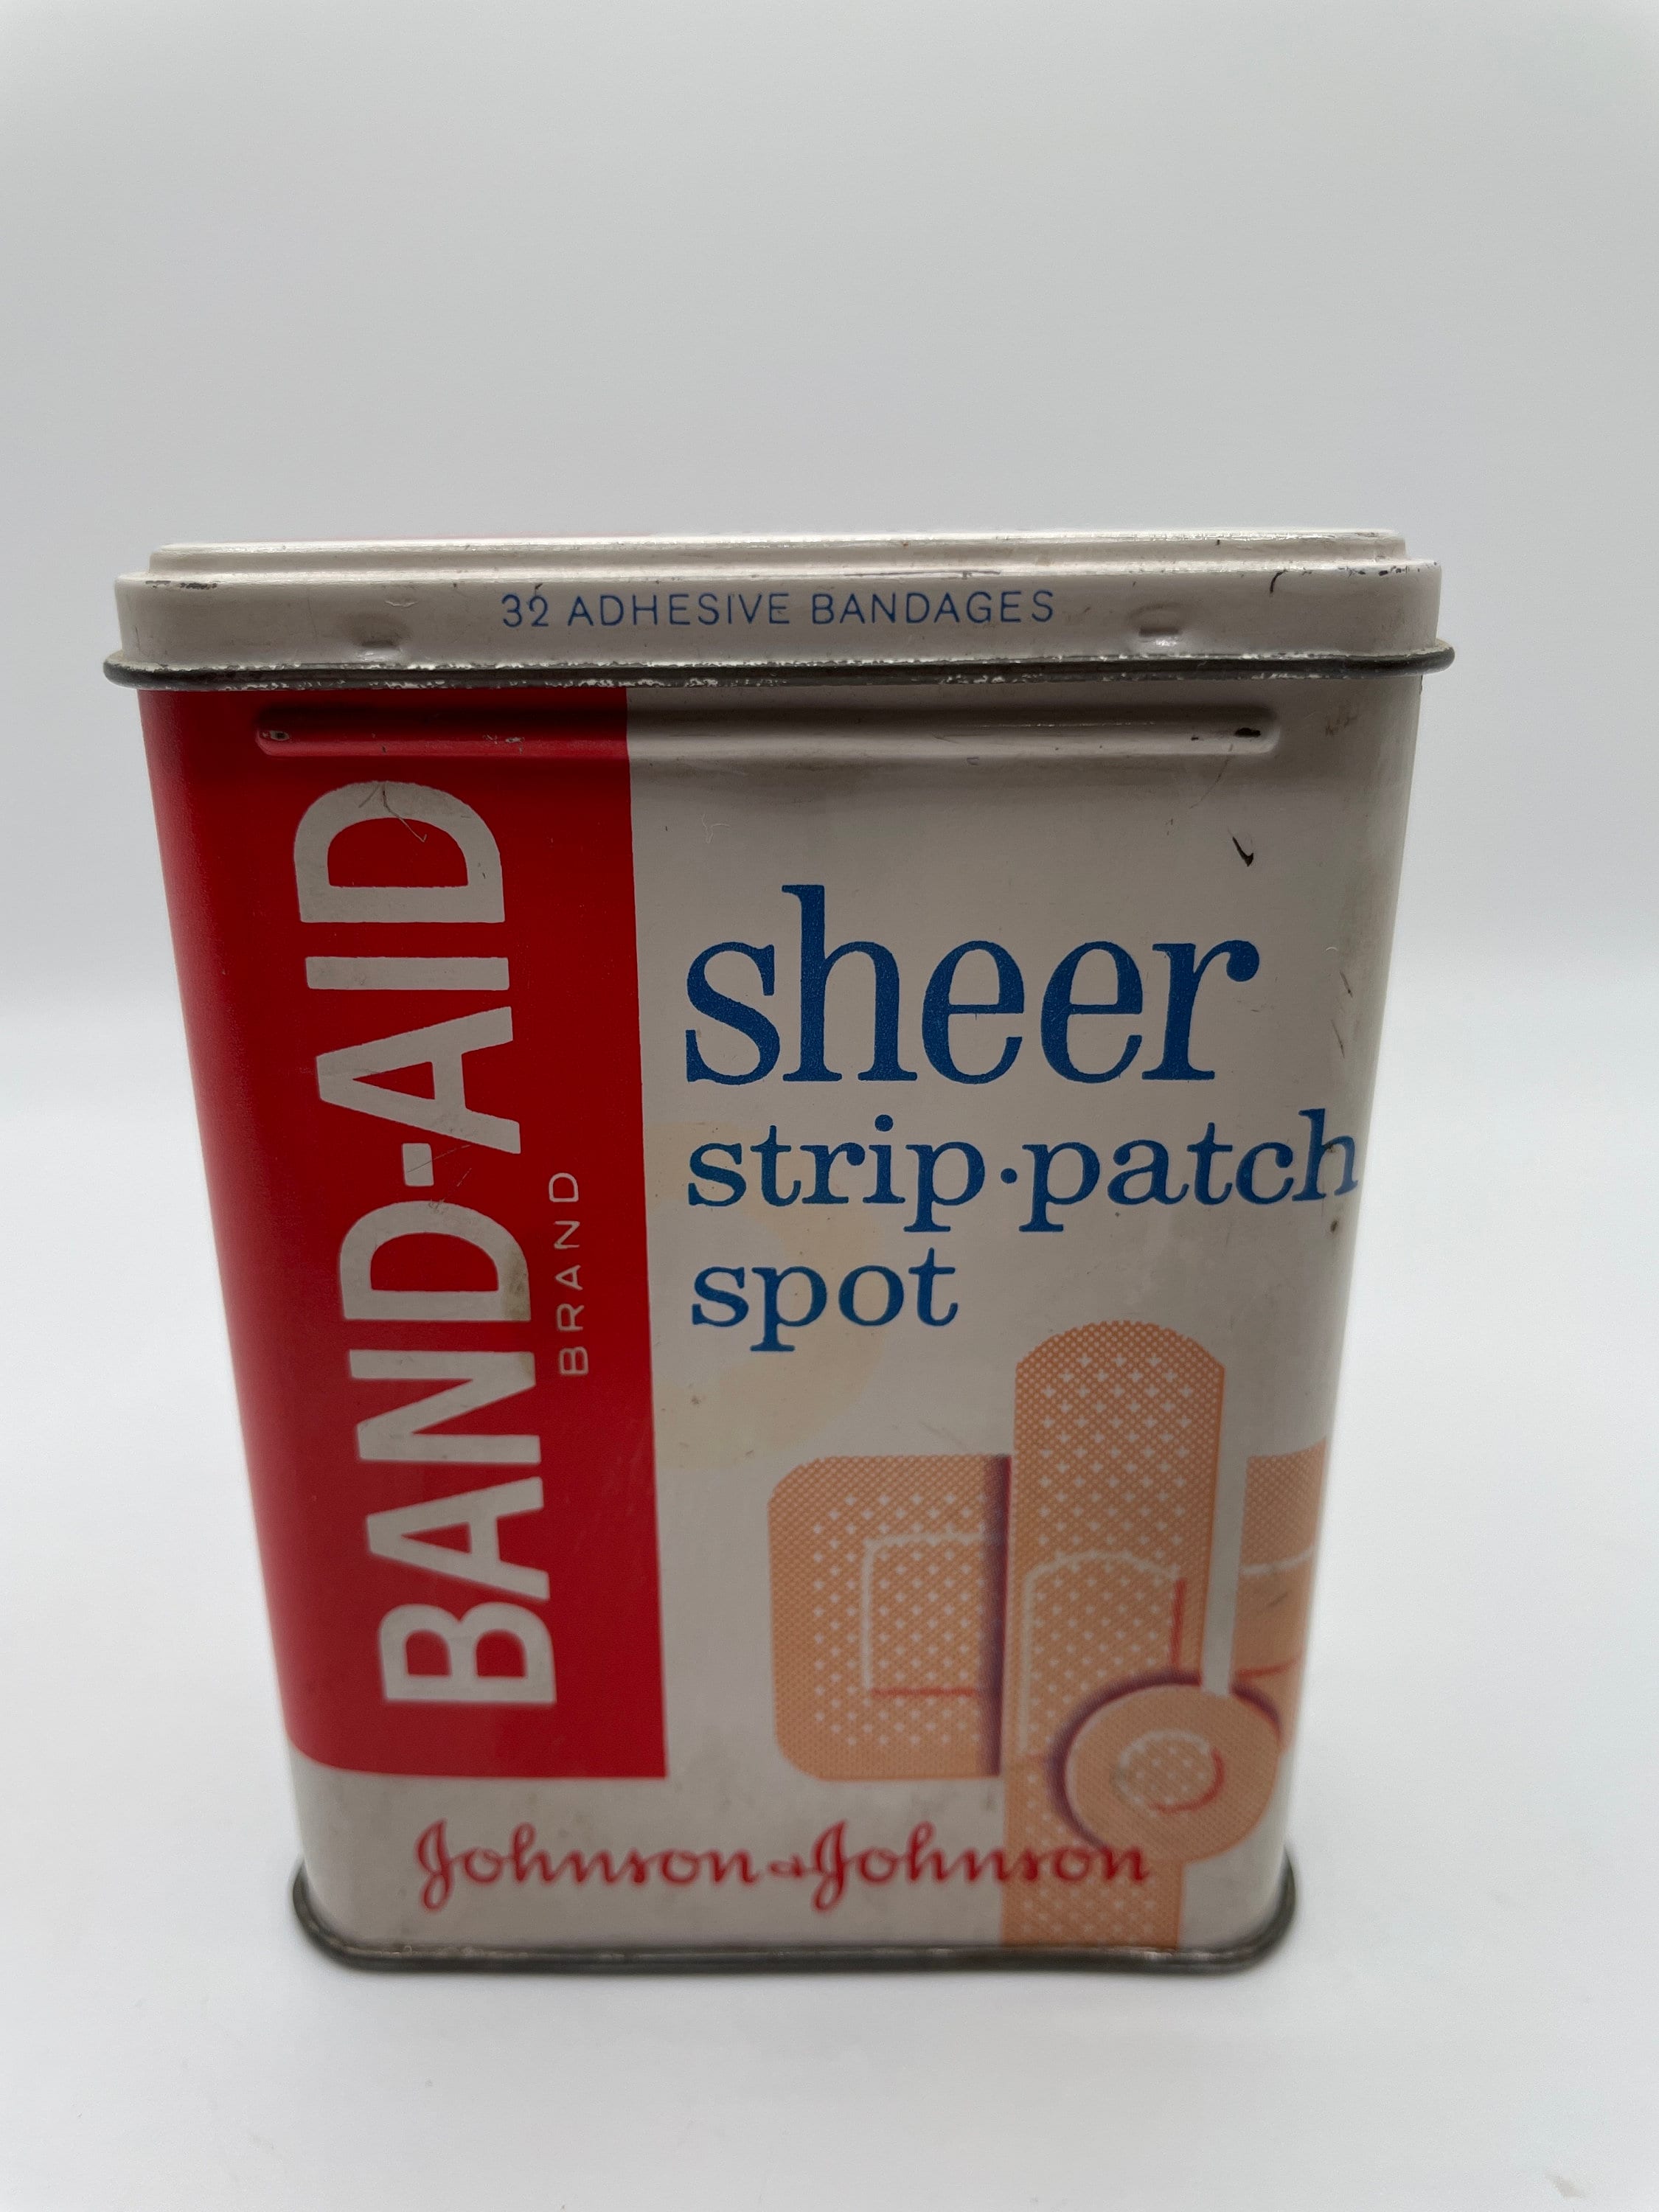 32 ADHESIVE BANDAGES
BAND-AID
BRAND
sheer
strip·patch
spot
Johnson & Johnson